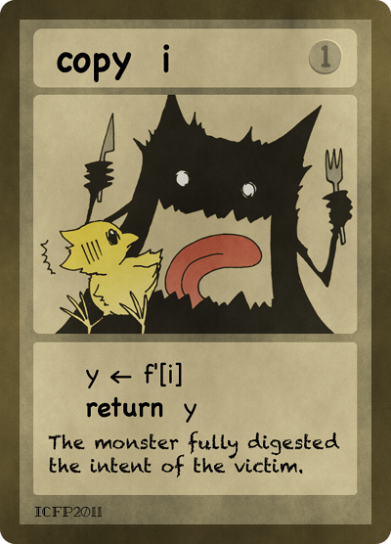 copy i
1
y ← f'[i]
return y
The monster fully digested
the intent of the victim.
ICFP2011